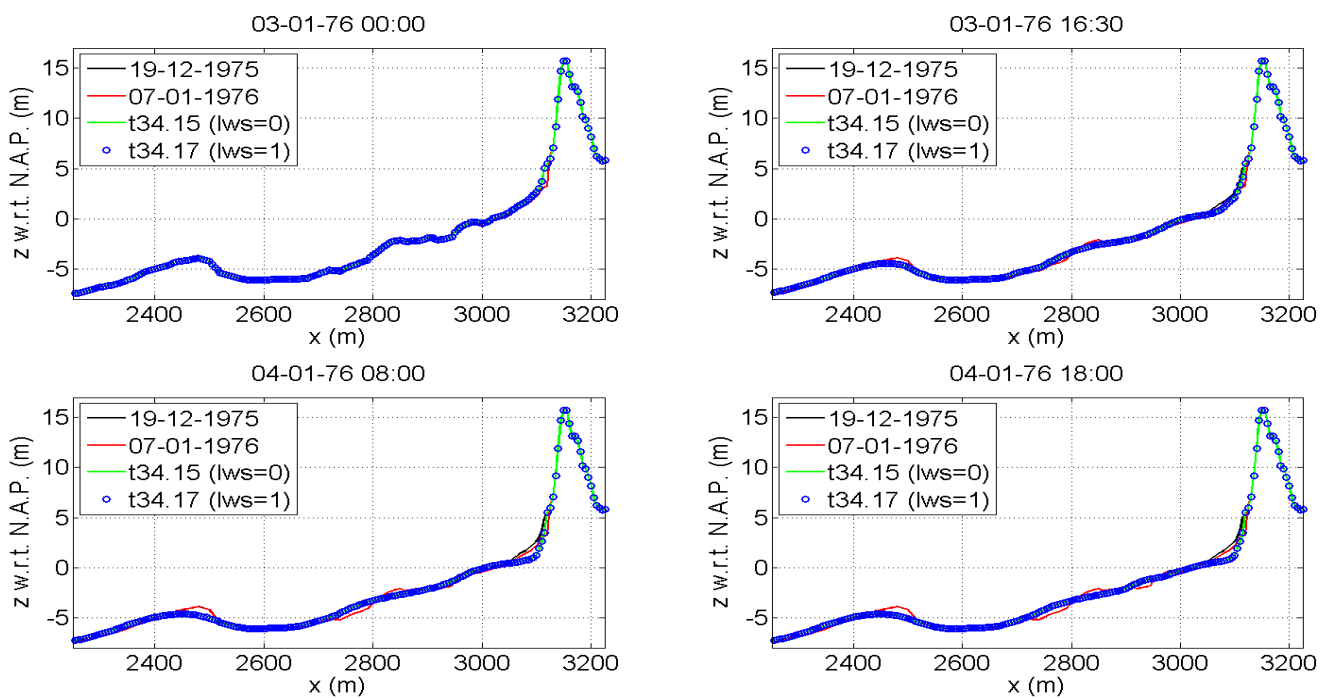 03-01-76 00:00
z w.r.t. N.A.P. (m)
15
10
5
0
-5
19-12-1975
07-01-1976
t34.15 (lws=0)
t34.17 (lws=1)
2400 2600 2800 3000 3200
x (m)
03-01-76 16:30
z w.r.t. N.A.P. (m)
15
10
5
0
-5
19-12-1975
07-01-1976
t34.15 (lws=0)
t34.17 (lws=1)
2400 2600 2800 3000 3200
x (m)
04-01-76 08:00
z w.r.t. N.A.P. (m)
15
10
5
0
-5
19-12-1975
07-01-1976
t34.15 (lws=0)
t34.17 (lws=1)
2400 2600 2800 3000 3200
x (m)
04-01-76 18:00
z w.r.t. N.A.P. (m)
15
10
5
0
-5
19-12-1975
07-01-1976
t34.15 (lws=0)
t34.17 (lws=1)
2400 2600 2800 3000 3200
x (m)